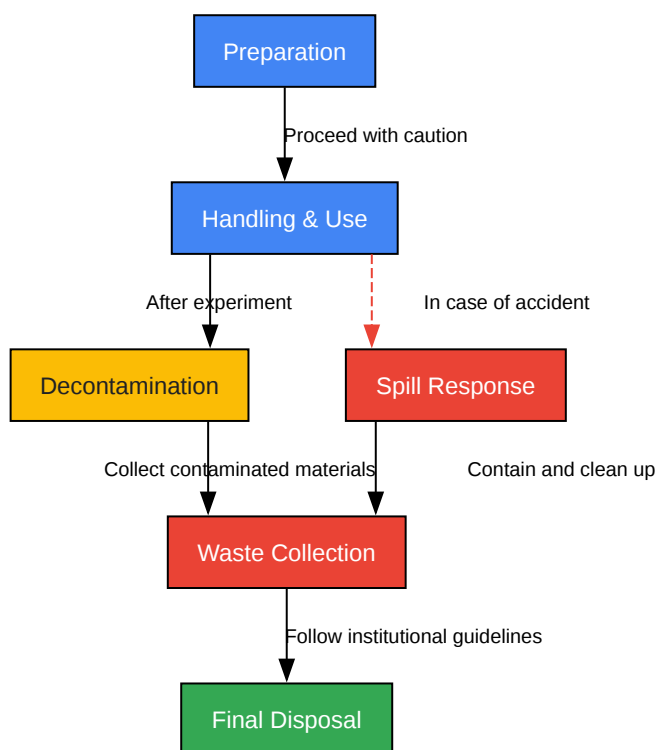 Preparation
Proceed with caution
Handling & Use
After experiment
In case of accident
Decontamination
Spill Response
Collect contaminated materials
Contain and clean up
Waste Collection
Follow institutional guidelines
Final Disposal